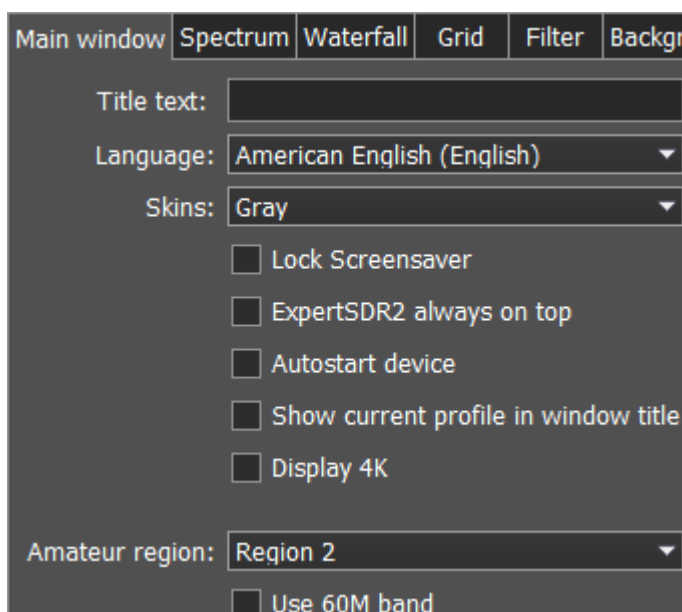 Main window Spectrum Waterfall Grid Filter Backgr
Title text:
Language: American English (English)
Skins: Gray
Lock Screensaver
ExpertSDR2 always on top
Autostart device
Show current profile in window title
Display 4K
Amateur region: Region 2
Use 60M band